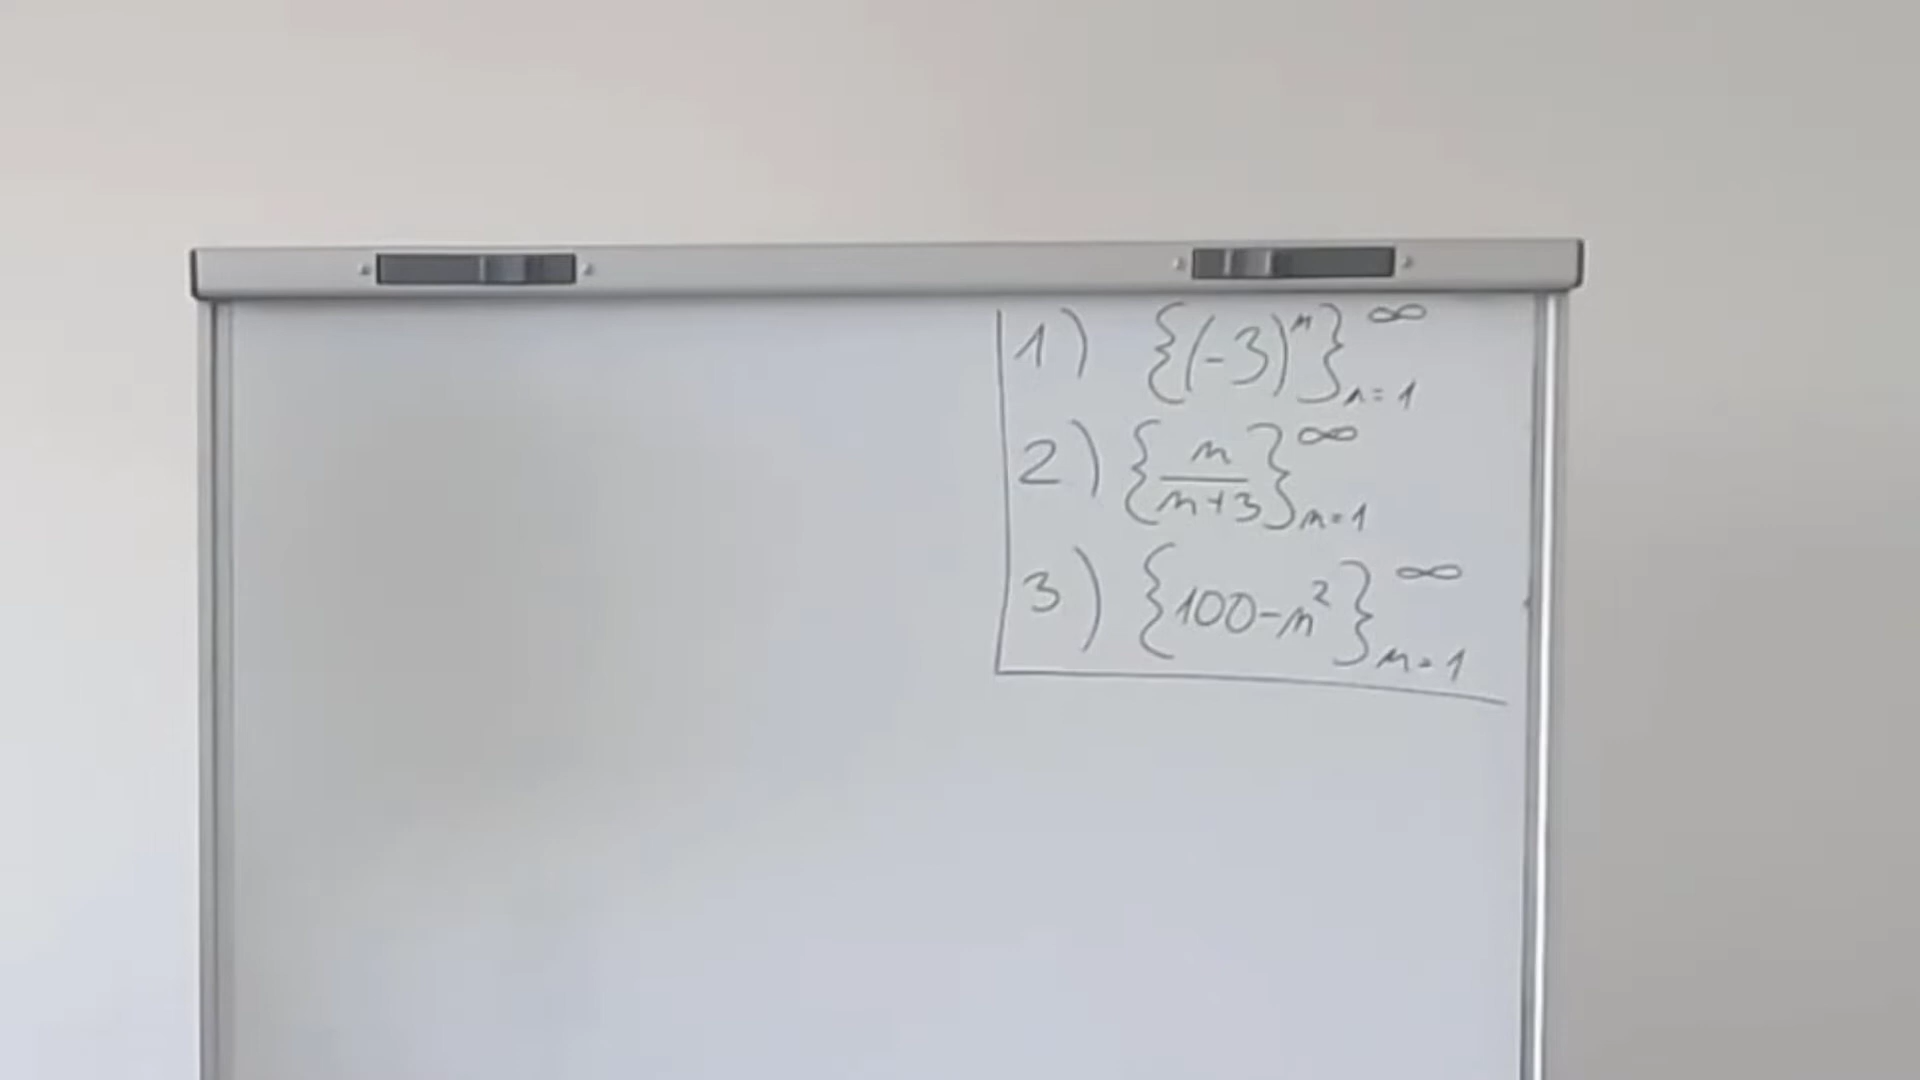 1) {(-3)^n}_{n=1}^∞
2) {n/(n+3)}_{n=1}^∞
3) {100-n²}_{n=1}^∞